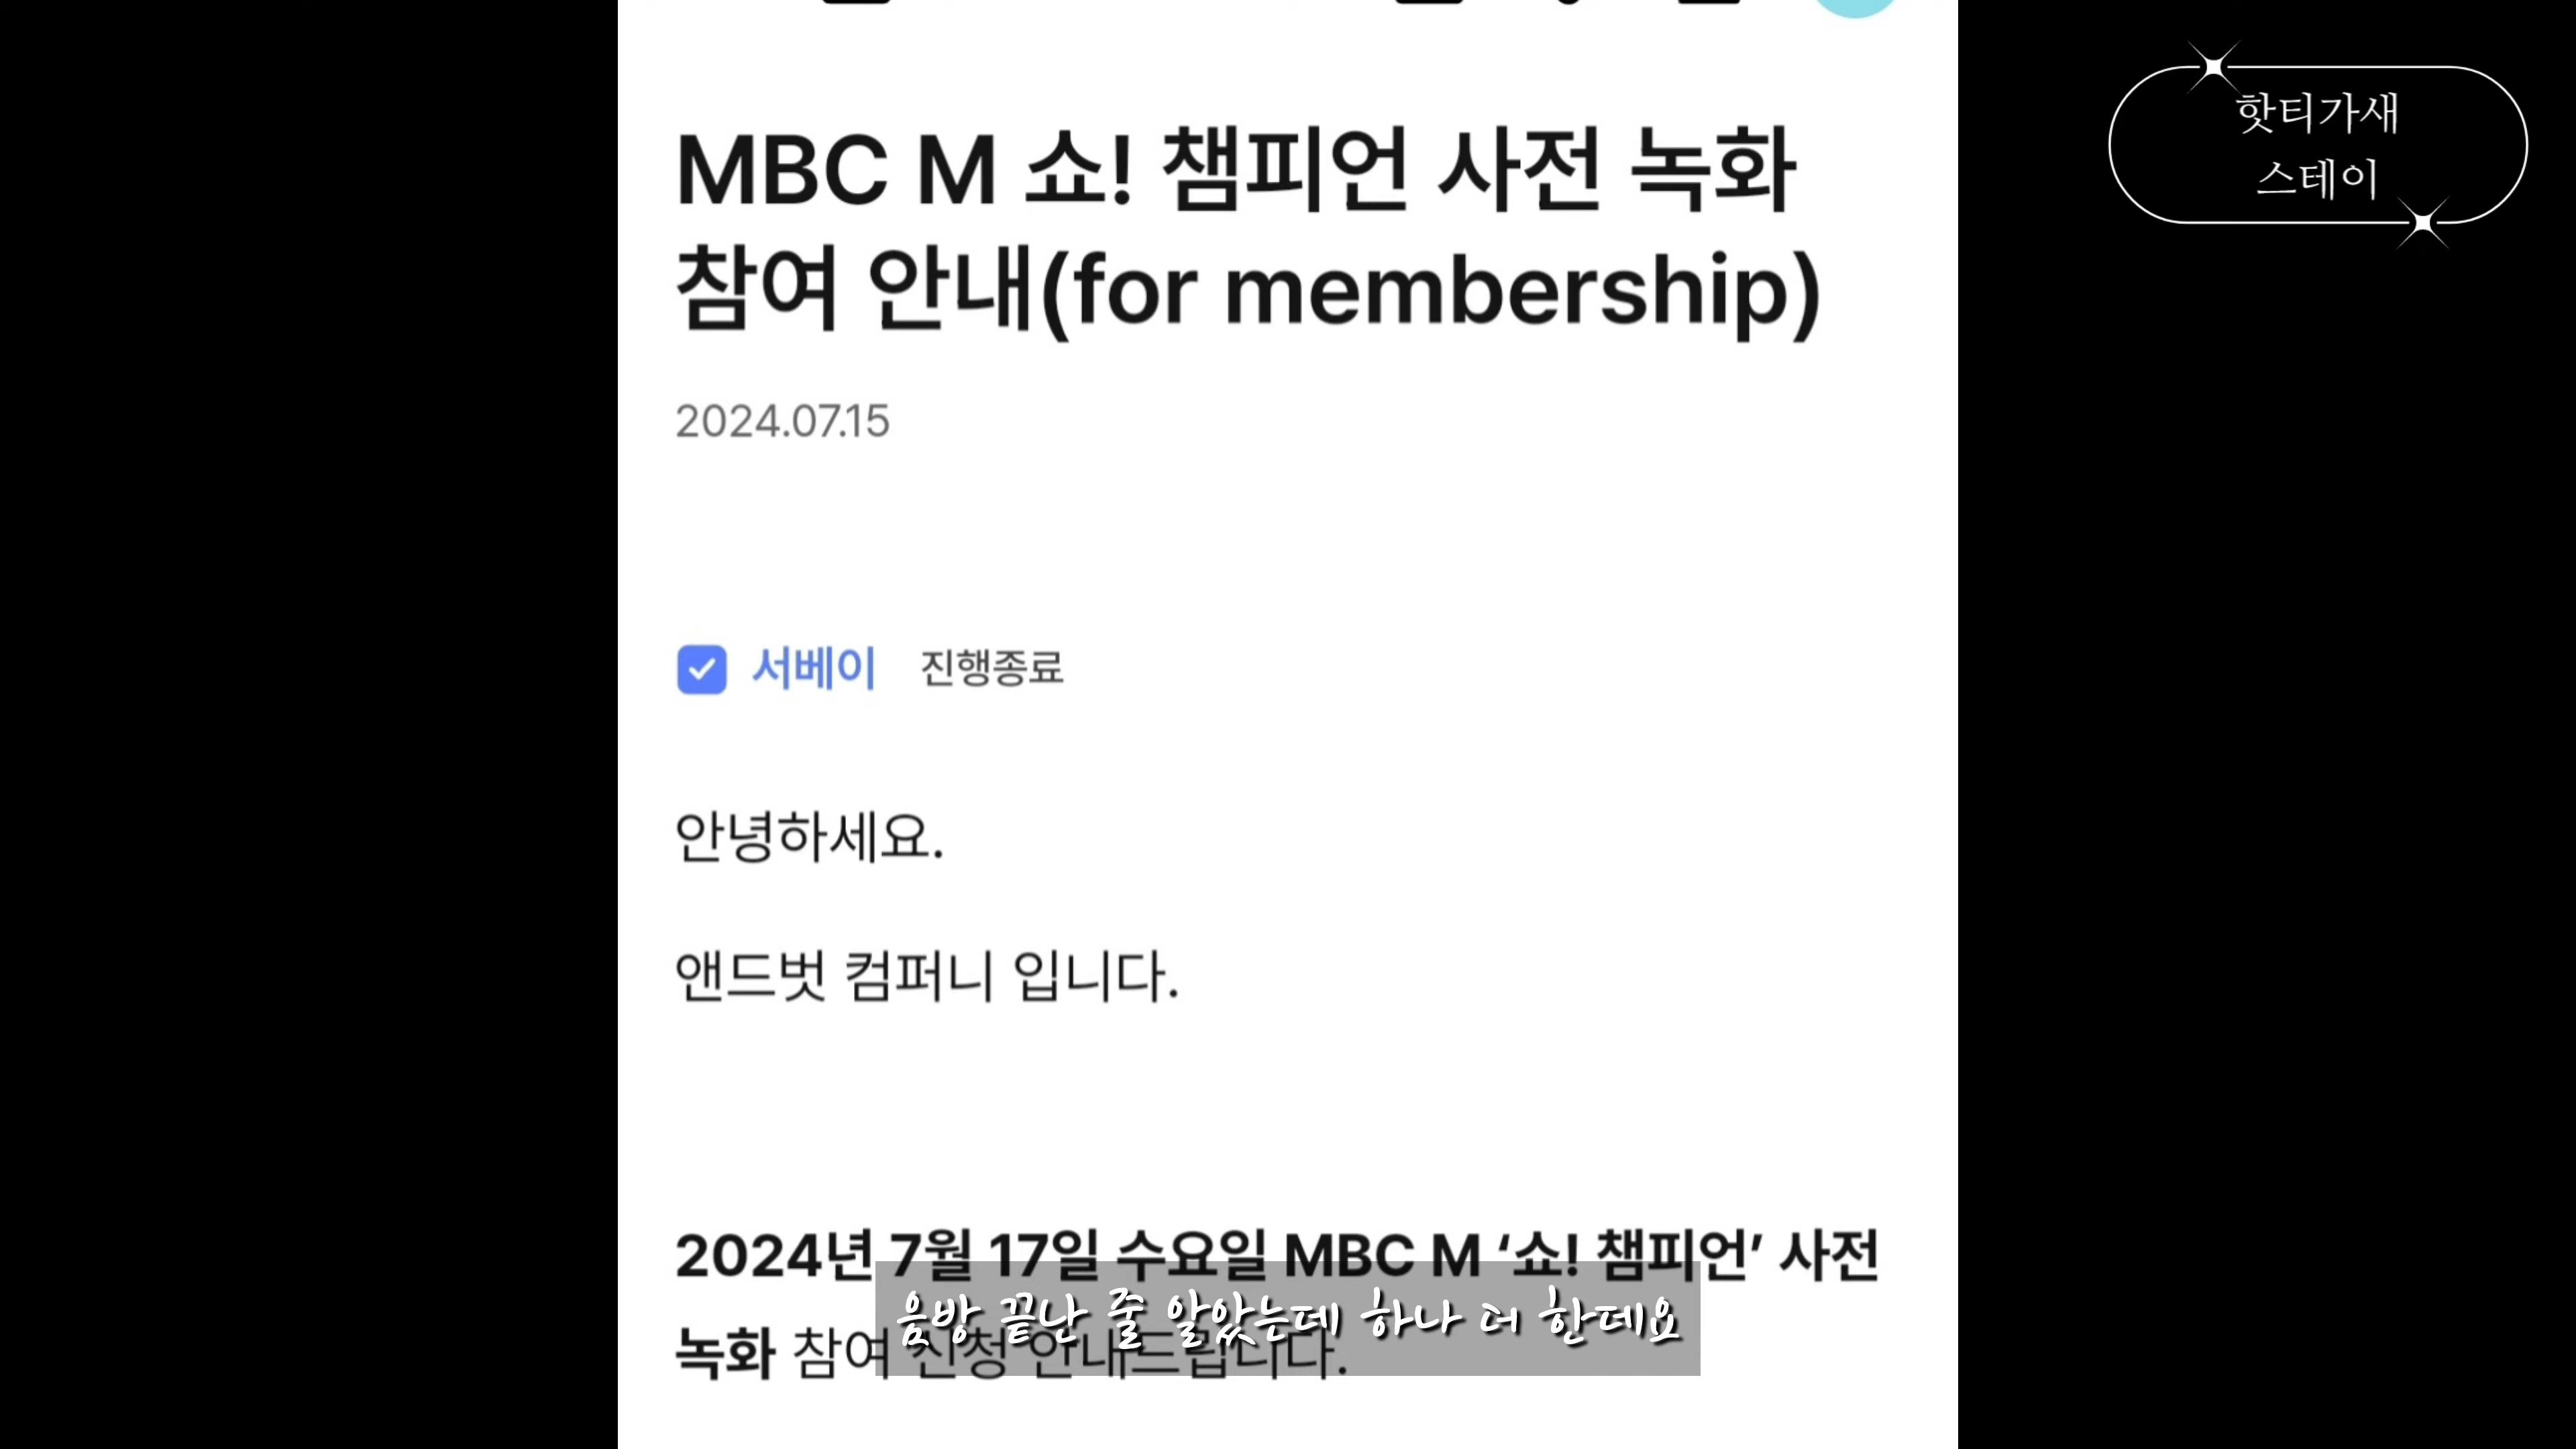 MBC M 쇼! 챔피언 사전 녹화
참여 안내(for membership)
2024.07.15
서베이 진행종료
안녕하세요.
앤드벗 컴퍼니 입니다.
2024년 7월 17일 수요일 MBC M ‘쇼! 챔피언’ 사전
녹화 참여 신청 안내드립니다.
음방 끝난 줄 알았는데 하나 더 한데요
핫티가새
스테이